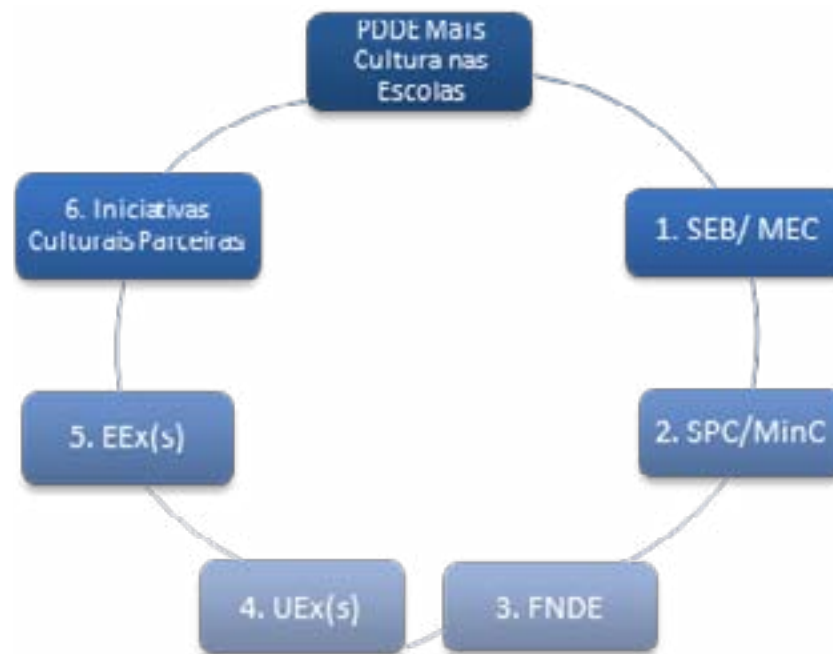 PDDE Mais
Cultura nas
Escolas
1. SEB/ MEC
2. SPC/MinC
3. FNDE
4. UEx(s)
5. EEx(s)
6. Iniciativas
Culturais Parceiras